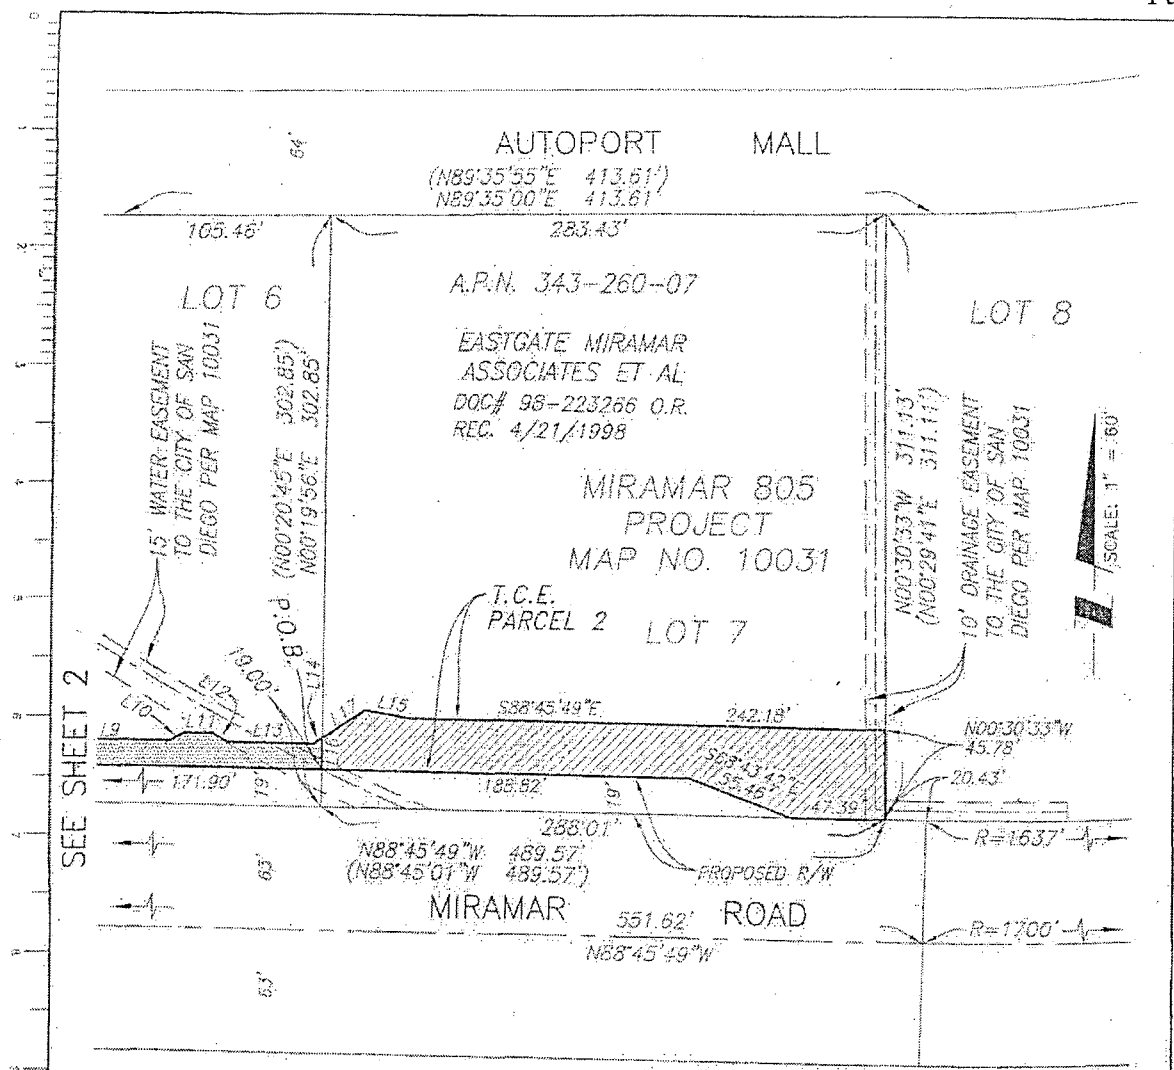 AUTOPORT MALL
64'
(N89°35'55"E 413.61')
N89°35'00"E 413.61'
105.46'
283.43'
LOT 6
A.P.N. 343-260-07
LOT 8
EASTGATE MIRAMAR
ASSOCIATES ET AL
DOC# 98-223266 O.R.
REC. 4/21/1998
15' WATER EASEMENT
TO THE CITY OF SAN
DIEGO PER MAP 10031
(N00°20'45"E 302.85')
N00°19'56"E 302.85'
MIRAMAR 805
PROJECT
MAP NO. 10031
N00°30'33"W 311.13'
(N00°29'41"E 311.11')
10' DRAINAGE EASEMENT
TO THE CITY OF SAN
DIEGO PER MAP 10031
SCALE: 1" = 60'
T.C.E.
PARCEL 2
LOT 7
P.O.B.
19.00'
L14
SEE SHEET 2
L9
L10
L11
L12
L13
L15
S88°45'49"E 242.18'
N00°30'33"W
45.78'
20.43'
171.90'
19'
188.82'
19'
55.46'
47.39'
288.01'
N88°45'49"W 489.57'
(N88°45'01"W 489.57')
PROPOSED R/W
R=1637'
63'
MIRAMAR ROAD
551.62'
N88°45'49"W
R=1700'
63'